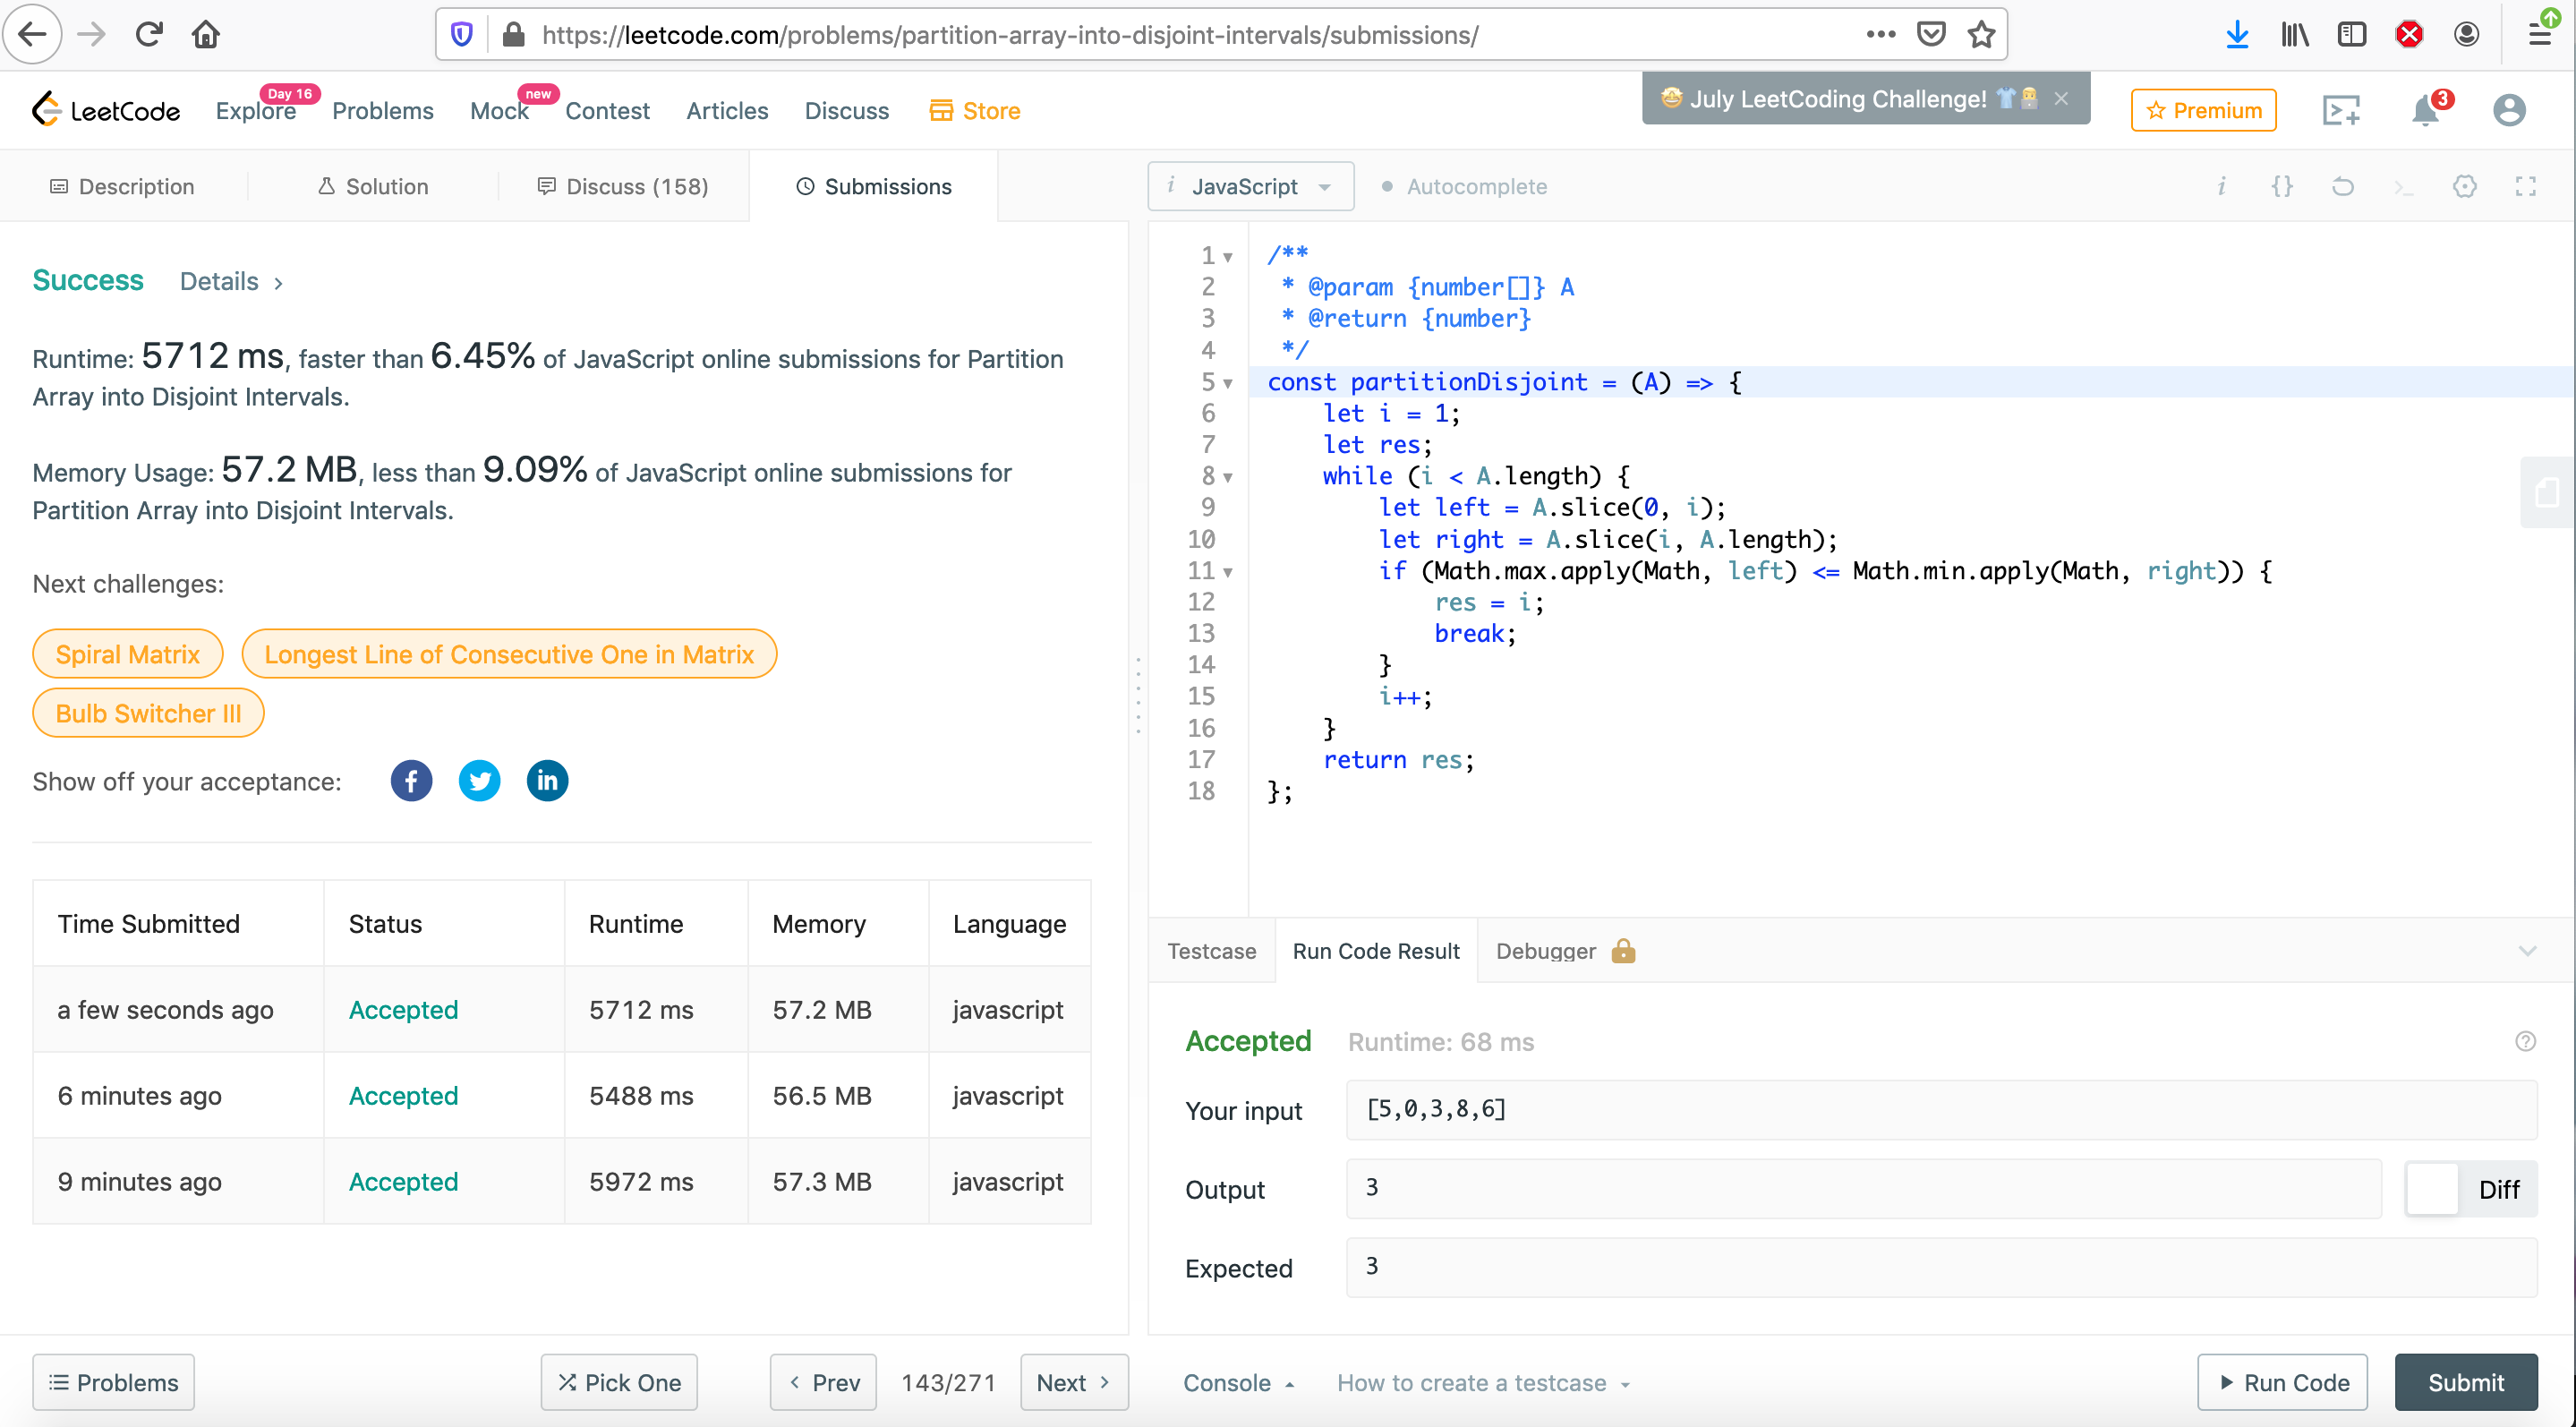 https://leetcode.com/problems/partition-array-into-disjoint-intervals/submissions/
LeetCode
Explore
Day 16
Problems
Mock
new
Contest
Articles
Discuss
Store
July LeetCoding Challenge!
Premium
3
Description
Solution
Discuss (158)
Submissions
Success
Details >
Runtime: 5712 ms, faster than 6.45% of JavaScript online submissions for Partition
Array into Disjoint Intervals.
Memory Usage: 57.2 MB, less than 9.09% of JavaScript online submissions for
Partition Array into Disjoint Intervals.
Next challenges:
Spiral Matrix
Longest Line of Consecutive One in Matrix
Bulb Switcher III
Show off your acceptance:
Time Submitted Status Runtime Memory Language
a few seconds ago Accepted 5712 ms 57.2 MB javascript
6 minutes ago Accepted 5488 ms 56.5 MB javascript
9 minutes ago Accepted 5972 ms 57.3 MB javascript
Problems
Pick One
Prev
143/271
Next
i JavaScript
Autocomplete
i {}
1 /**
2 * @param {number[]} A
3 * @return {number}
4 */
5 const partitionDisjoint = (A) => {
6 let i = 1;
7 let res;
8 while (i < A.length) {
9 let left = A.slice(0, i);
10 let right = A.slice(i, A.length);
11 if (Math.max.apply(Math, left) <= Math.min.apply(Math, right)) {
12 res = i;
13 break;
14 }
15 i++;
16 }
17 return res;
18 };
Testcase
Run Code Result
Debugger
Accepted
Runtime: 68 ms
Your input
[5,0,3,8,6]
Output
3
Diff
Expected
3
Console
How to create a testcase
Run Code
Submit